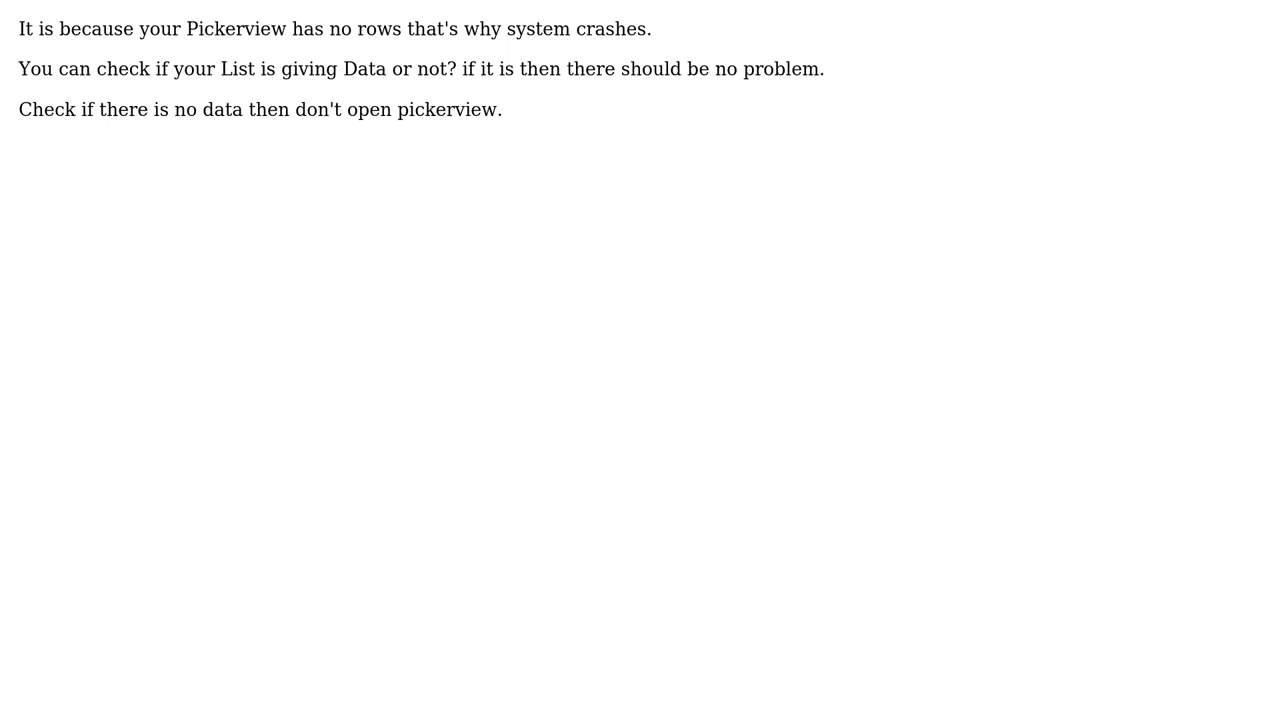 It is because your Pickerview has no rows that's why system crashes.
You can check if your List is giving Data or not? if it is then there should be no problem.
Check if there is no data then don't open pickerview.